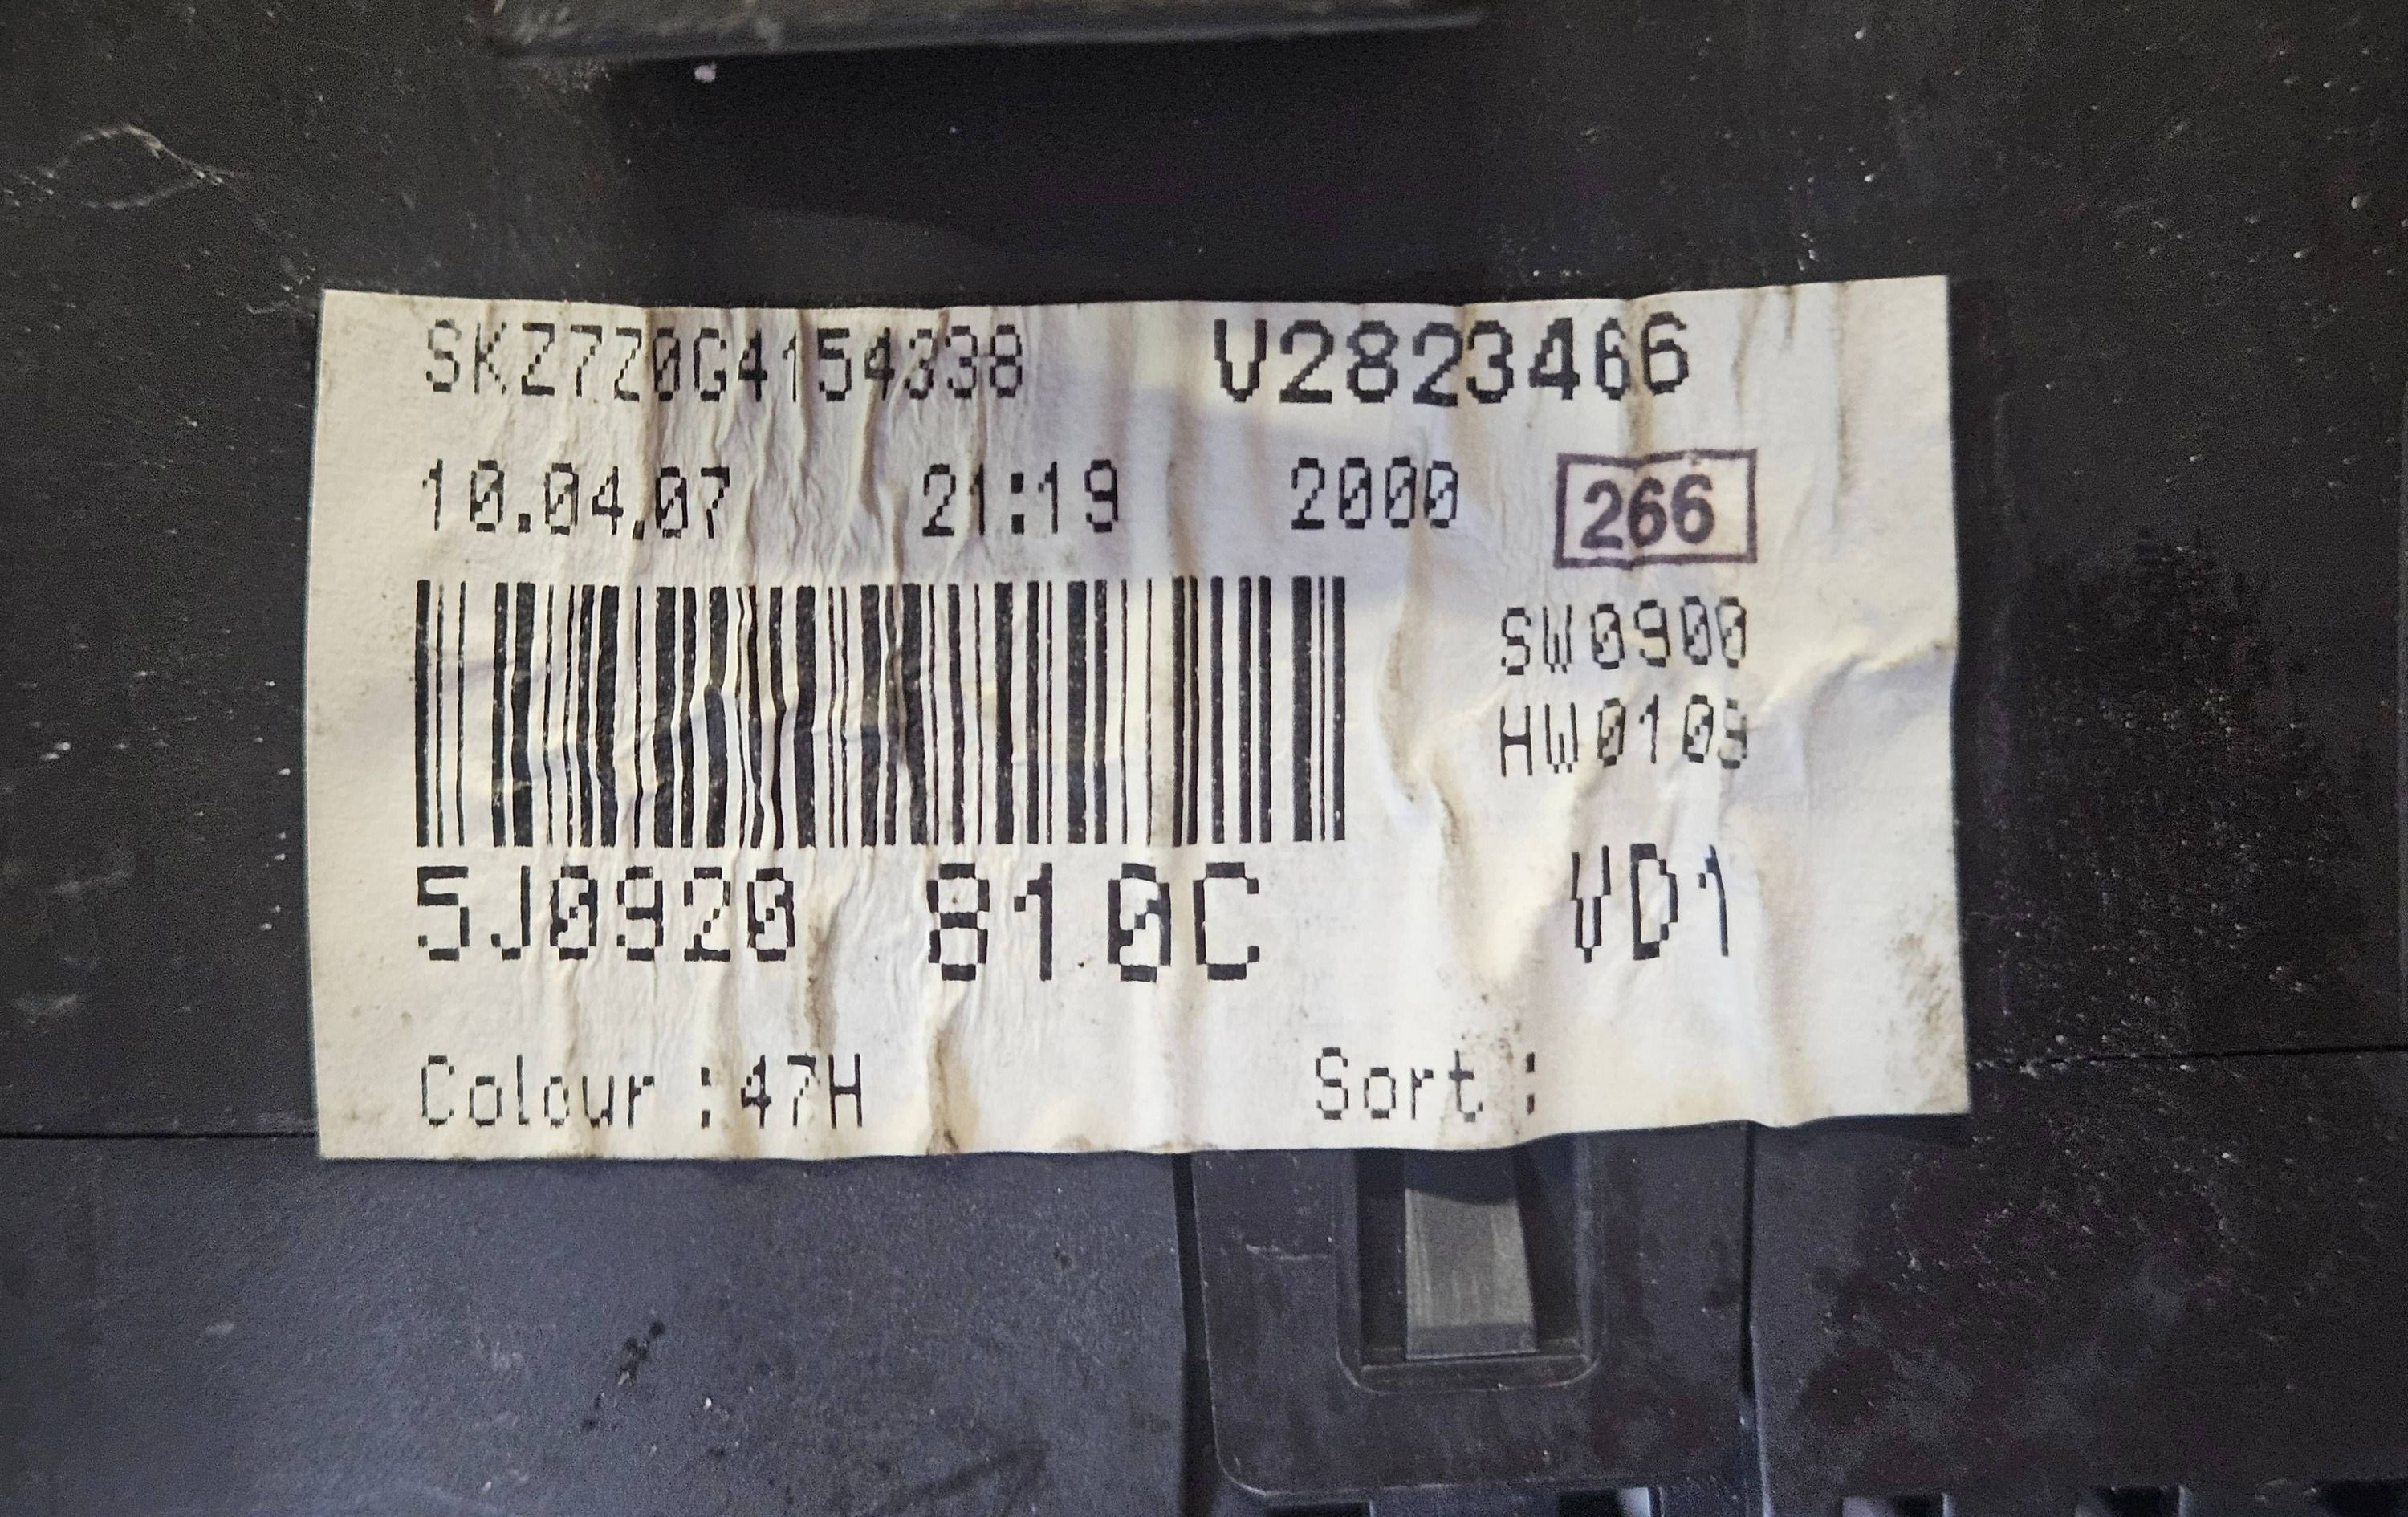 SKZ7Z0G4154338 V2823466
10.04.07 21:19 2000 266
SW0900
HW0109
5J0920 810C VD1
Colour :47H Sort :